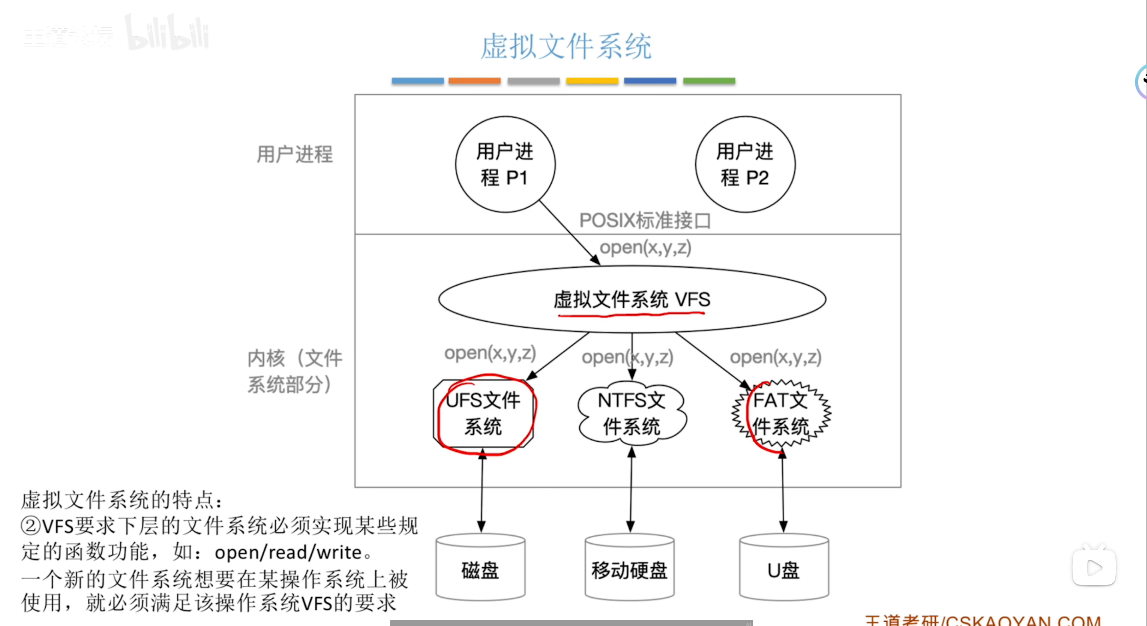 bilibili
虚拟文件系统
用户进程
用户进
程 P1
用户进
程 P2
POSIX标准接口
open(x,y,z)
虚拟文件系统 VFS
内核（文件
系统部分）
open(x,y,z)
open(x,y,z)
open(x,y,z)
UFS文件
系统
NTFS文
件系统
FAT文
件系统
磁盘
移动硬盘
U盘
虚拟文件系统的特点：
②VFS要求下层的文件系统必须实现某些规
定的函数功能，如：open/read/write。
一个新的文件系统想要在某操作系统上被
使用，就必须满足该操作系统VFS的要求
王道考研/CSKAOYAN.COM